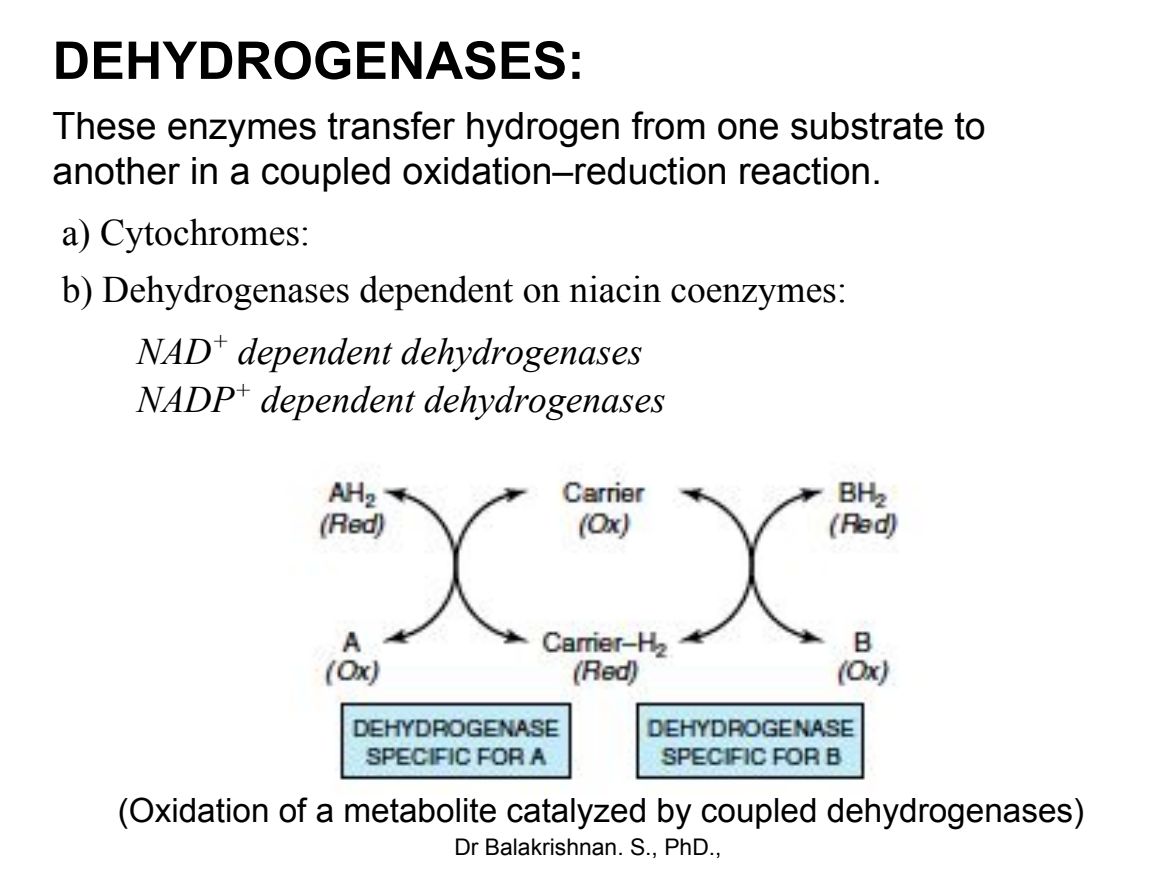 DEHYDROGENASES:
These enzymes transfer hydrogen from one substrate to
another in a coupled oxidation–reduction reaction.
a) Cytochromes:
b) Dehydrogenases dependent on niacin coenzymes:
NAD⁺ dependent dehydrogenases
NADP⁺ dependent dehydrogenases
AH₂ Carrier BH₂
(Red) (Ox) (Red)
A Carrier–H₂ B
(Ox) (Red) (Ox)
DEHYDROGENASE DEHYDROGENASE
SPECIFIC FOR A SPECIFIC FOR B
(Oxidation of a metabolite catalyzed by coupled dehydrogenases)
Dr Balakrishnan. S., PhD.,